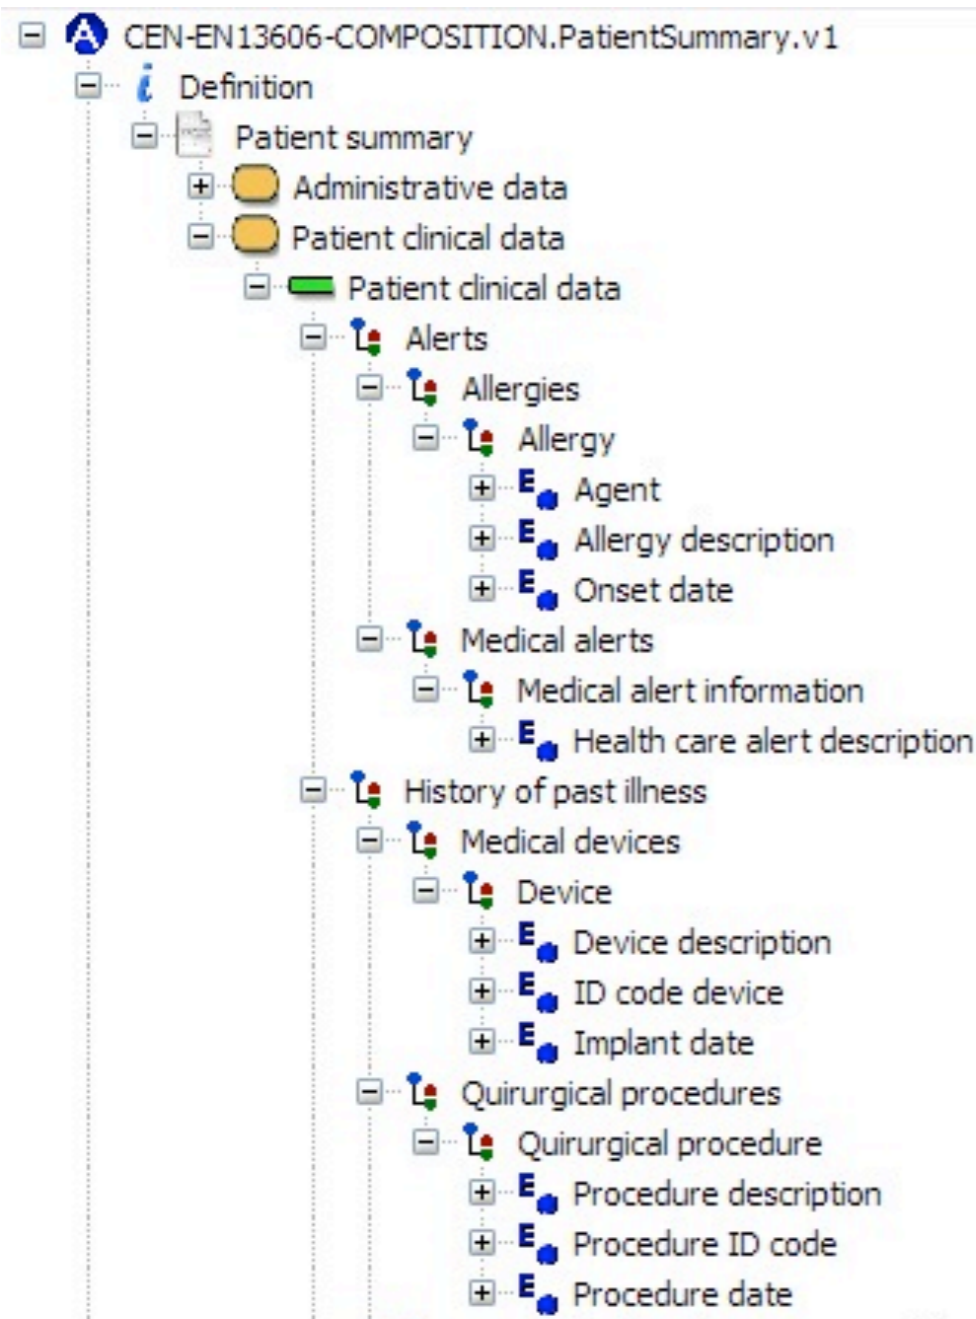 CEN-EN13606-COMPOSITION.PatientSummary.v1
Definition
Patient summary
Administrative data
Patient clinical data
Patient clinical data
Alerts
Allergies
Allergy
E Agent
E Allergy description
E Onset date
Medical alerts
Medical alert information
E Health care alert description
History of past illness
Medical devices
Device
E Device description
E ID code device
E Implant date
Quirurgical procedures
Quirurgical procedure
E Procedure description
E Procedure ID code
E Procedure date